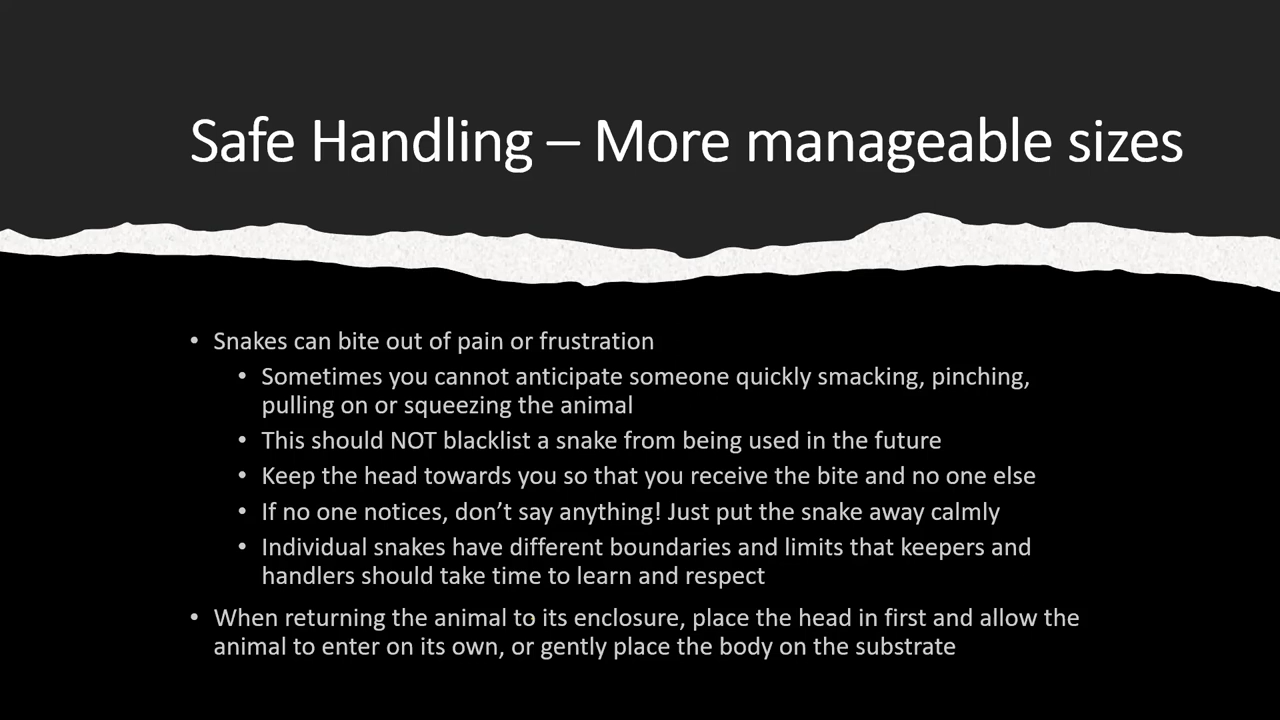 Safe Handling – More manageable sizes
• Snakes can bite out of pain or frustration
• Sometimes you cannot anticipate someone quickly smacking, pinching,
pulling on or squeezing the animal
• This should NOT blacklist a snake from being used in the future
• Keep the head towards you so that you receive the bite and no one else
• If no one notices, don’t say anything! Just put the snake away calmly
• Individual snakes have different boundaries and limits that keepers and
handlers should take time to learn and respect
• When returning the animal to its enclosure, place the head in first and allow the
animal to enter on its own, or gently place the body on the substrate